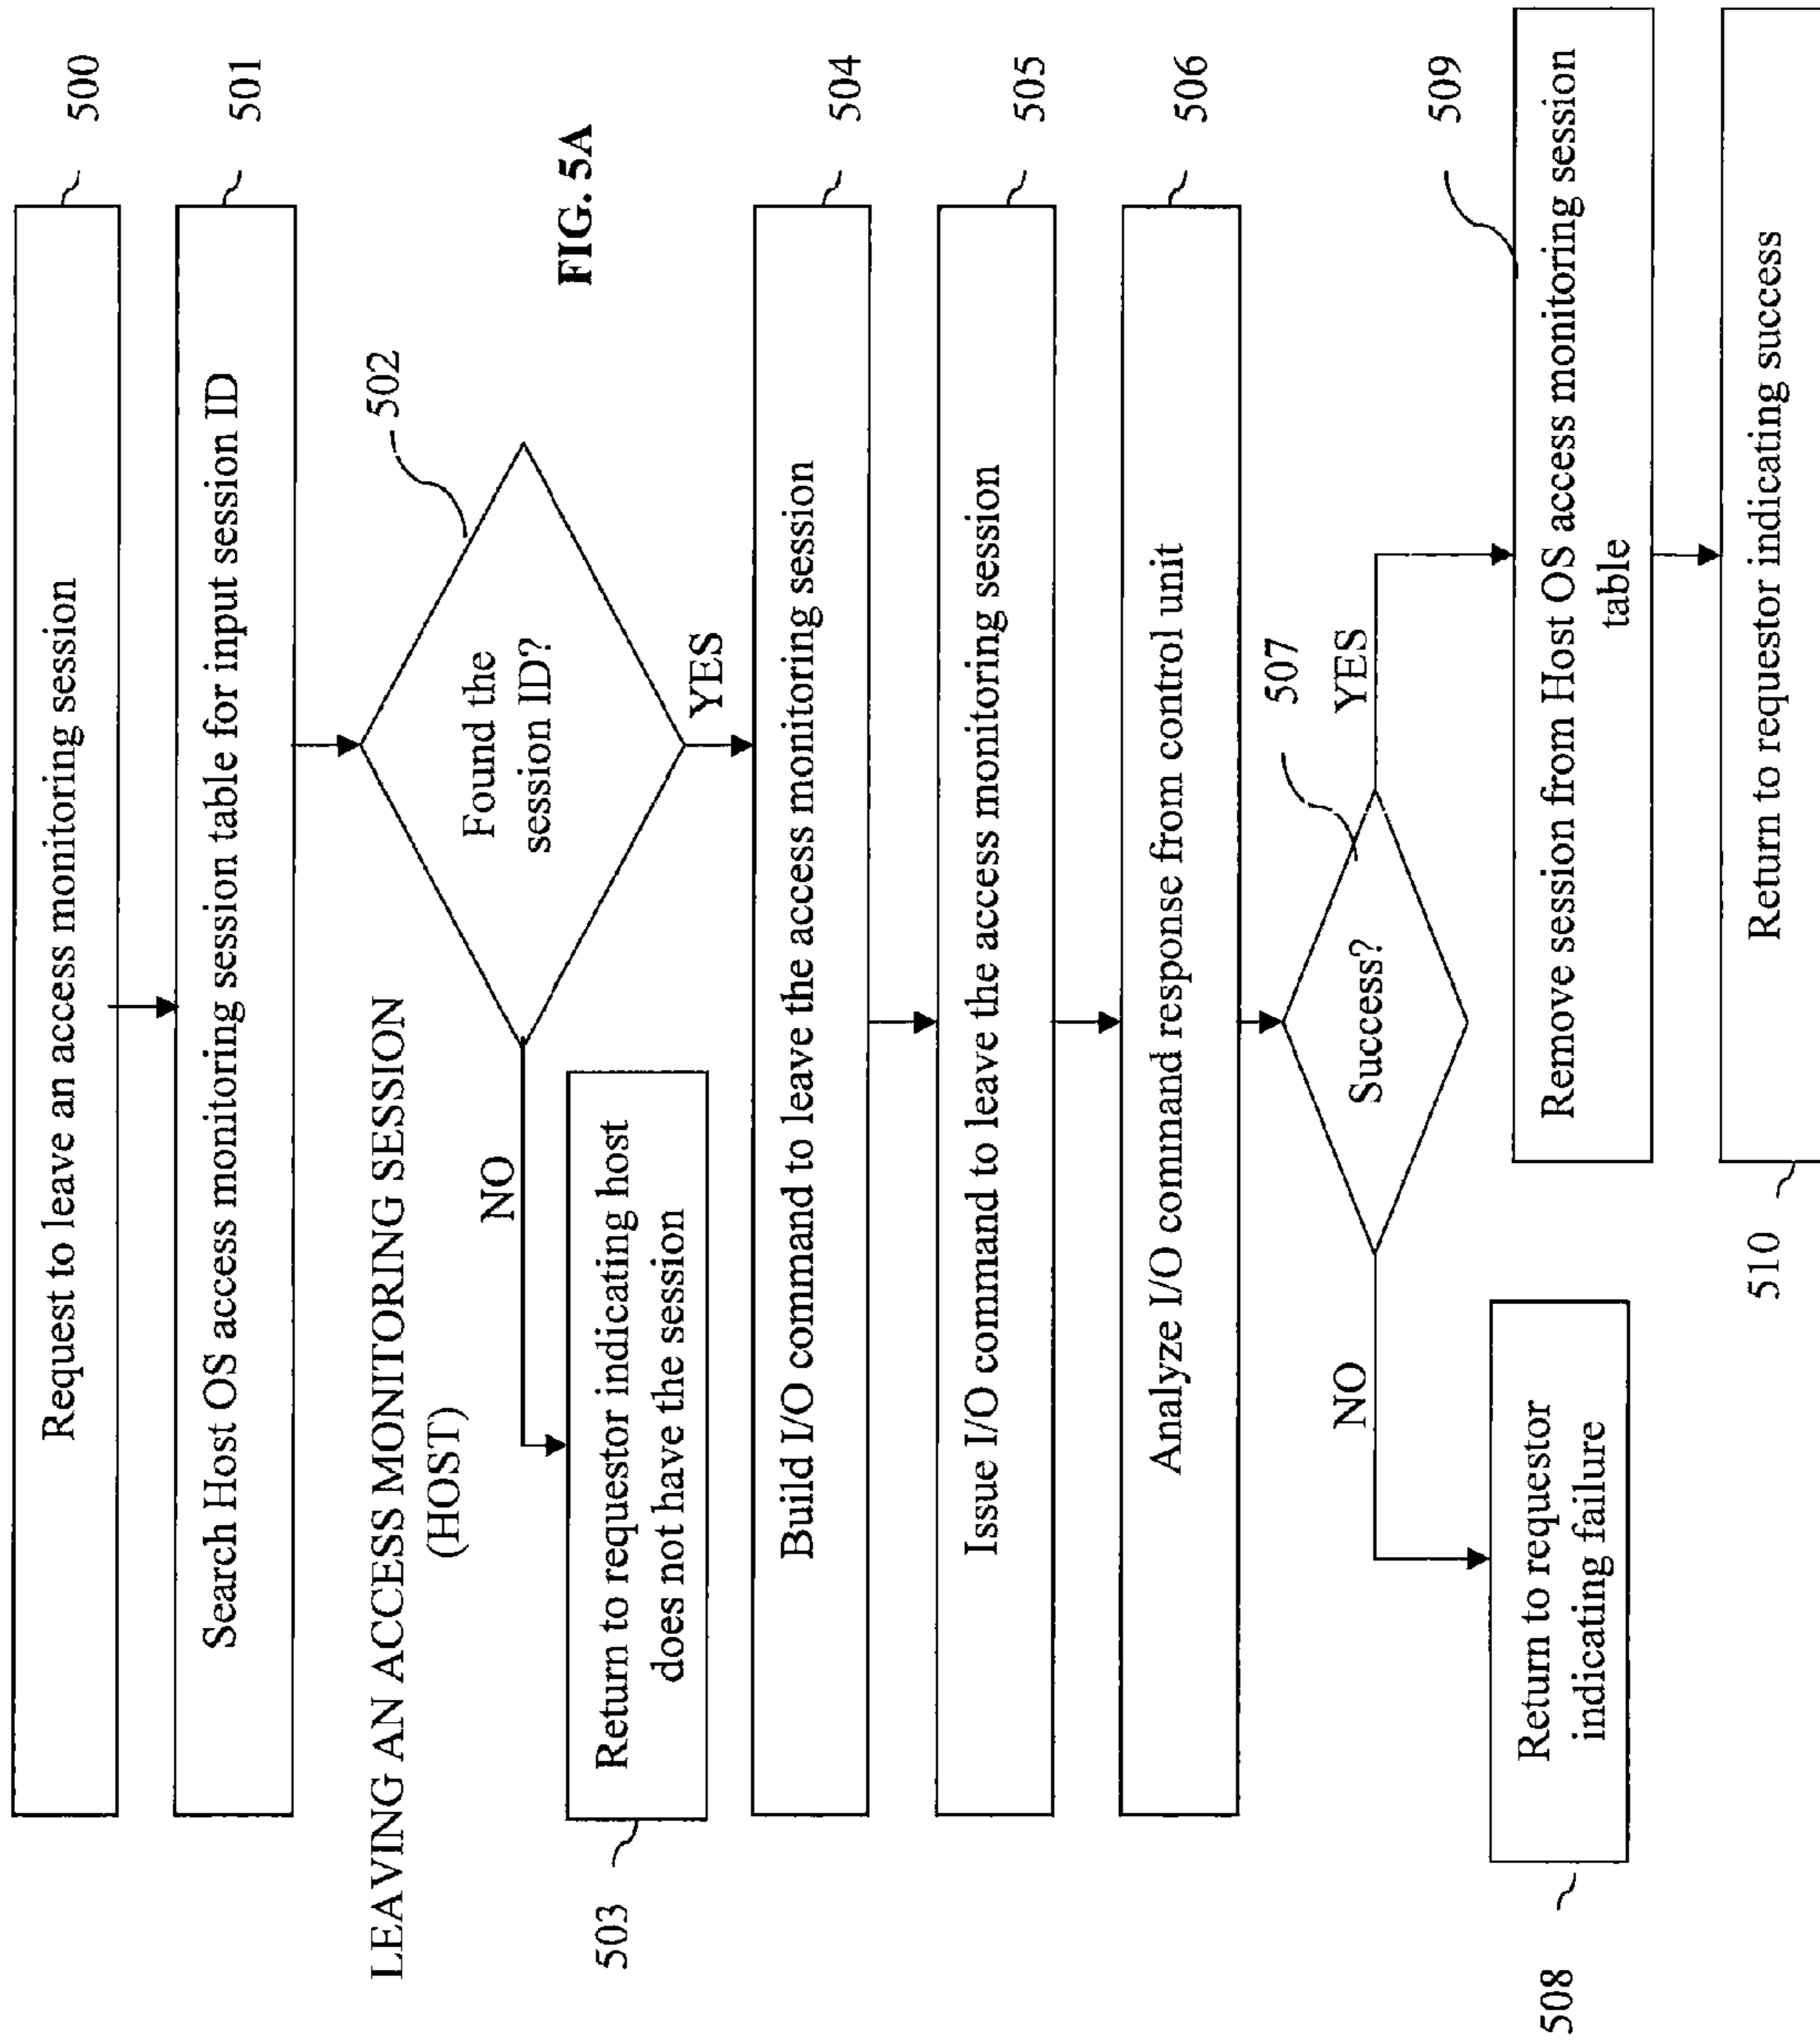 Request to leave an access monitoring session
500
Search Host OS access monitoring session table for input session ID
501
LEAVING AN ACCESS MONITORING SESSION
(HOST)
Found the
session ID?
502
NO
YES
FIG. 5A
Return to requestor indicating host
does not have the session
503
Build I/O command to leave the access monitoring session
504
Issue I/O command to leave the access monitoring session
505
Analyze I/O command response from control unit
506
Success?
507
NO
YES
Return to requestor
indicating failure
508
Remove session from Host OS access monitoring session
table
509
Return to requestor indicating success
510